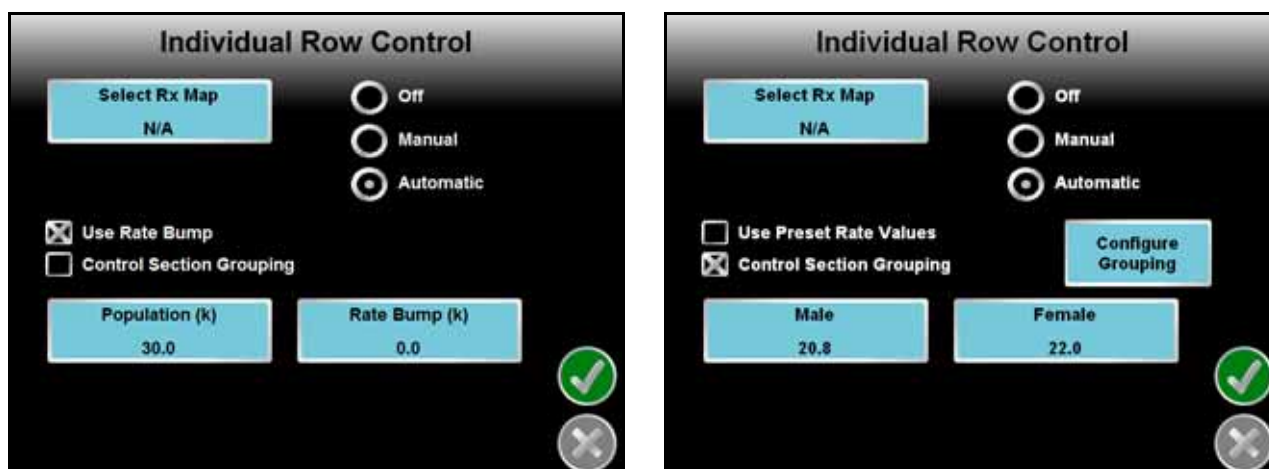 Individual Row Control
Select Rx Map
N/A
Off
Manual
Automatic
Use Rate Bump
Control Section Grouping
Population (k)
30.0
Rate Bump (k)
0.0
Individual Row Control
Select Rx Map
N/A
Off
Manual
Automatic
Use Preset Rate Values
Control Section Grouping
Configure
Grouping
Male
20.8
Female
22.0